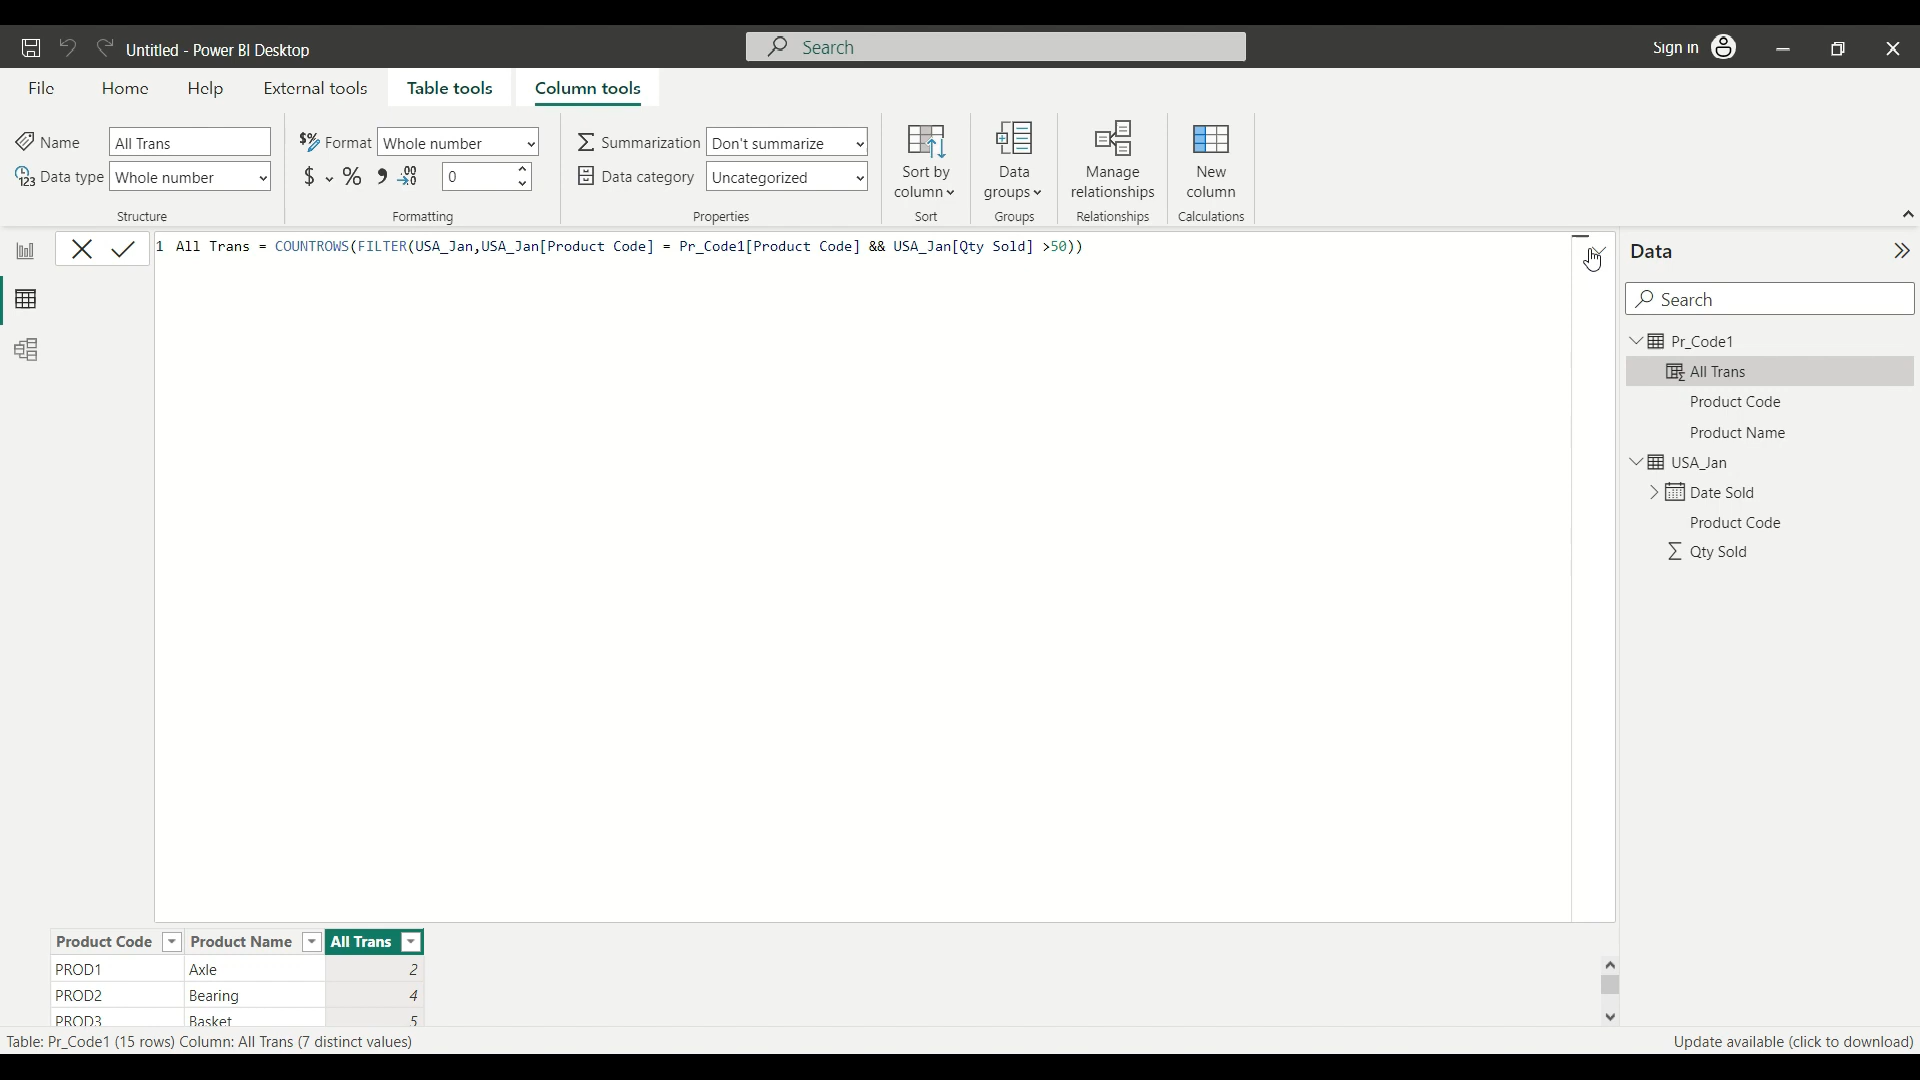 Untitled - Power BI Desktop
Search
Sign in
File Home Help External tools Table tools Column tools
Name All Trans
Data type Whole number
Structure
Format Whole number
$ % 0
Formatting
Summarization Don't summarize
Data category Uncategorized
Properties
Sort by
column
Sort
Data
groups
Groups
Manage
relationships
Relationships
New
column
Calculations
1 All Trans = COUNTROWS(FILTER(USA_Jan,USA_Jan[Product Code] = Pr_Code1[Product Code] && USA_Jan[Qty Sold] >50))
Data
Search
Pr_Code1
All Trans
Product Code
Product Name
USA_Jan
Date Sold
Product Code
Qty Sold
Product Code Product Name All Trans
PROD1 Axle 2
PROD2 Bearing 4
PROD3 Basket 5
Table: Pr_Code1 (15 rows) Column: All Trans (7 distinct values)
Update available (click to download)